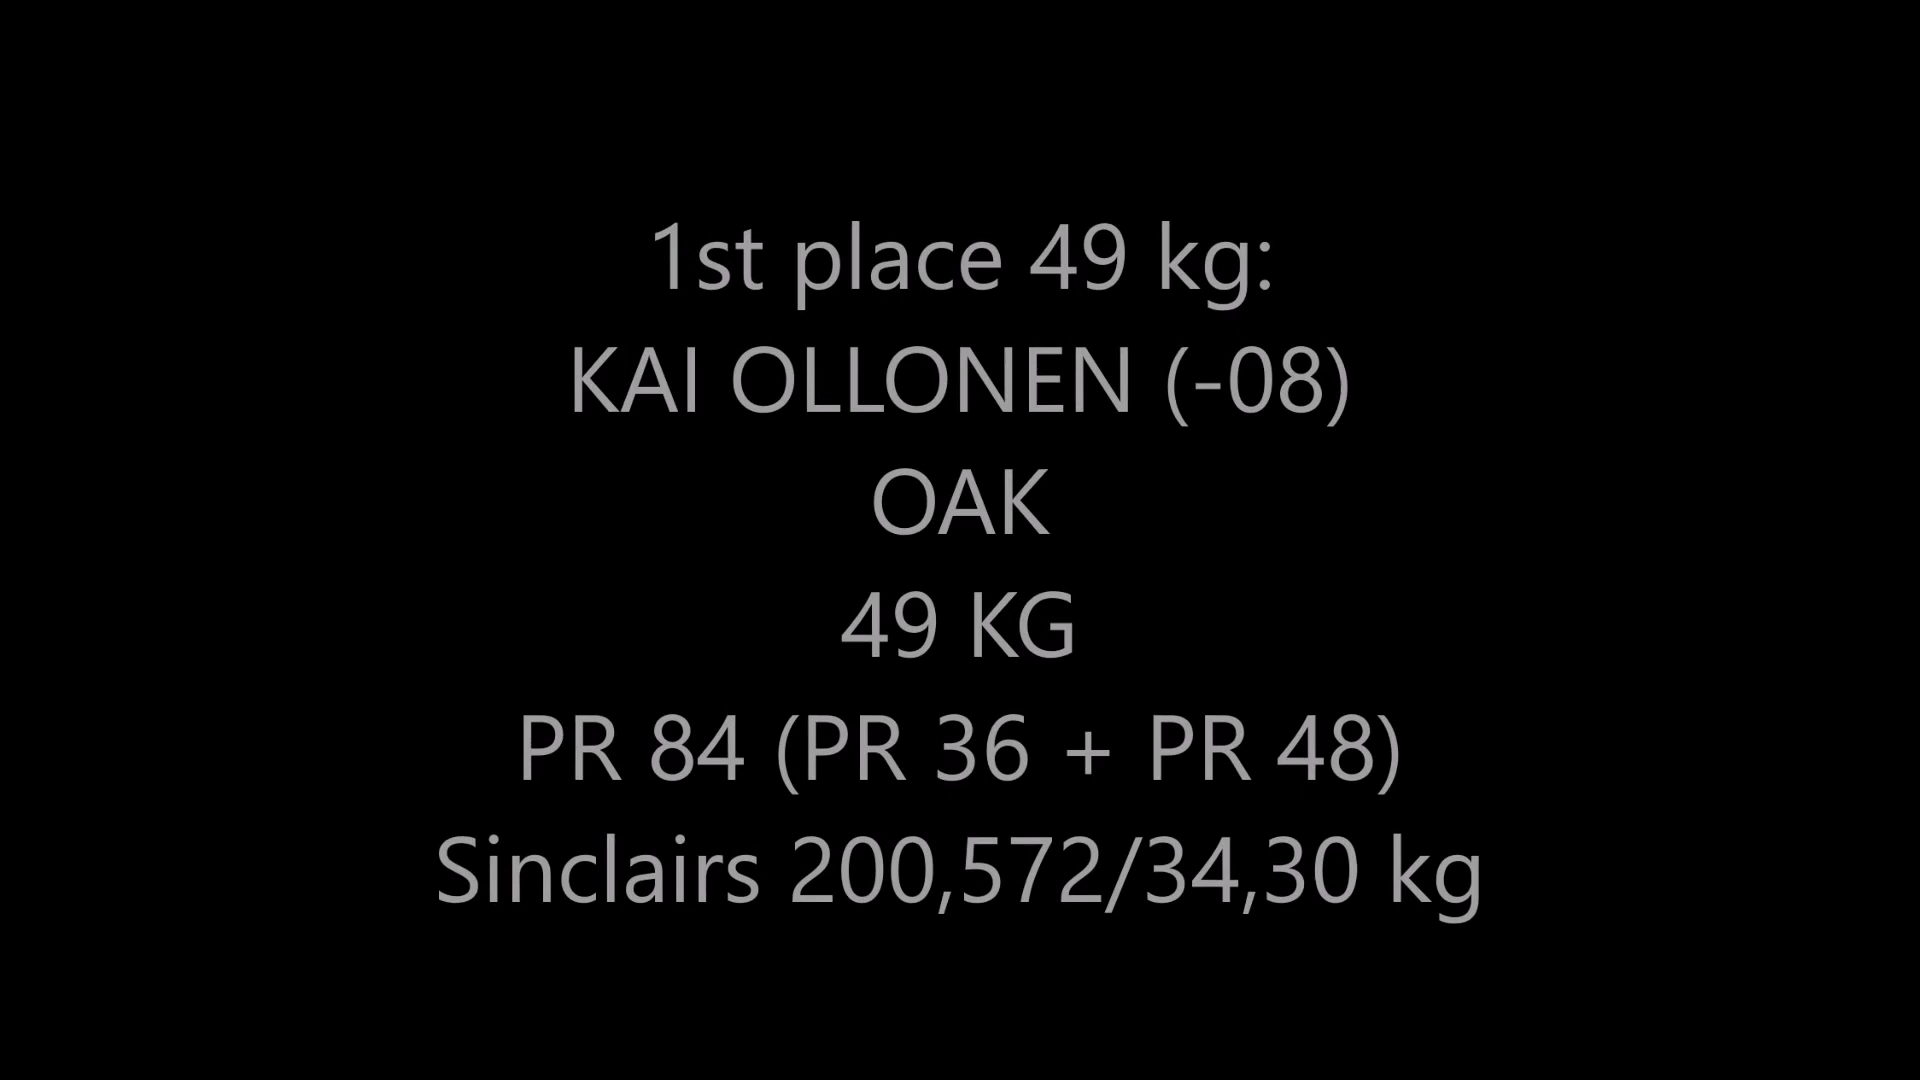 1st place 49 kg:
KAI OLLONEN (-08)
OAK
49 KG
PR 84 (PR 36 + PR 48)
Sinclairs 200,572/34,30 kg